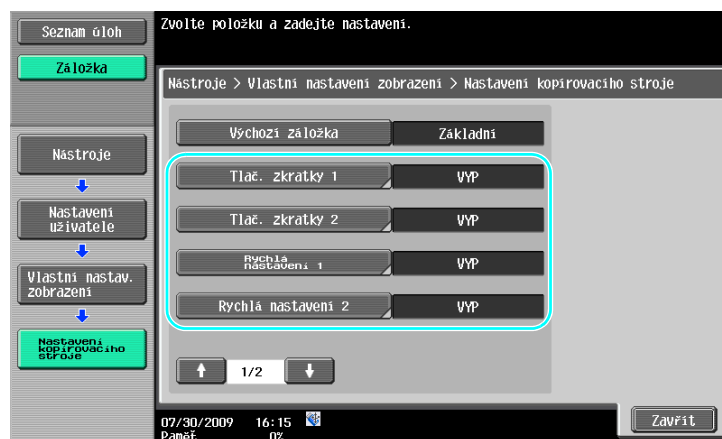 Seznam úloh
Záložka
Zvolte položku a zadejte nastavení.
Nástroje > Vlastní nastavení zobrazení > Nastavení kopírovacího stroje
Výchozí záložka
Základní
Tlač. zkratky 1
VYP
Tlač. zkratky 2
VYP
Rychlá
nastavení 1
VYP
Rychlá nastavení 2
VYP
1/2
Nástroje
Nastavení
uživatele
Vlastní nastav.
zobrazení
Nastavení
kopírovacího
stroje
07/30/2009 16:15
Paměť 0%
Zavřít